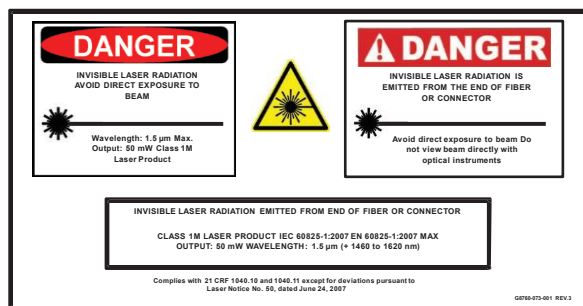 DANGER
INVISIBLE LASER RADIATION
AVOID DIRECT EXPOSURE TO
BEAM
Wavelength: 1.5 µm Max.
Output: 50 mW Class 1M
Laser Product
DANGER
INVISIBLE LASER RADIATION IS
EMITTED FROM THE END OF FIBER
OR CONNECTOR
Avoid direct exposure to beam Do
not view beam directly with
optical instruments
INVISIBLE LASER RADIATION EMITTED FROM END OF FIBER OR CONNECTOR
CLASS 1M LASER PRODUCT IEC 60825-1:2007 EN 60825-1:2007 MAX
OUTPUT: 50 mW WAVELENGTH: 1.5 µm (+ 1460 to 1620 nm)
Complies with 21 CRF 1040.10 and 1040.11 except for deviations pursuant to
Laser Notice No. 50, dated June 24, 2007
G8760-073-001 REV.3